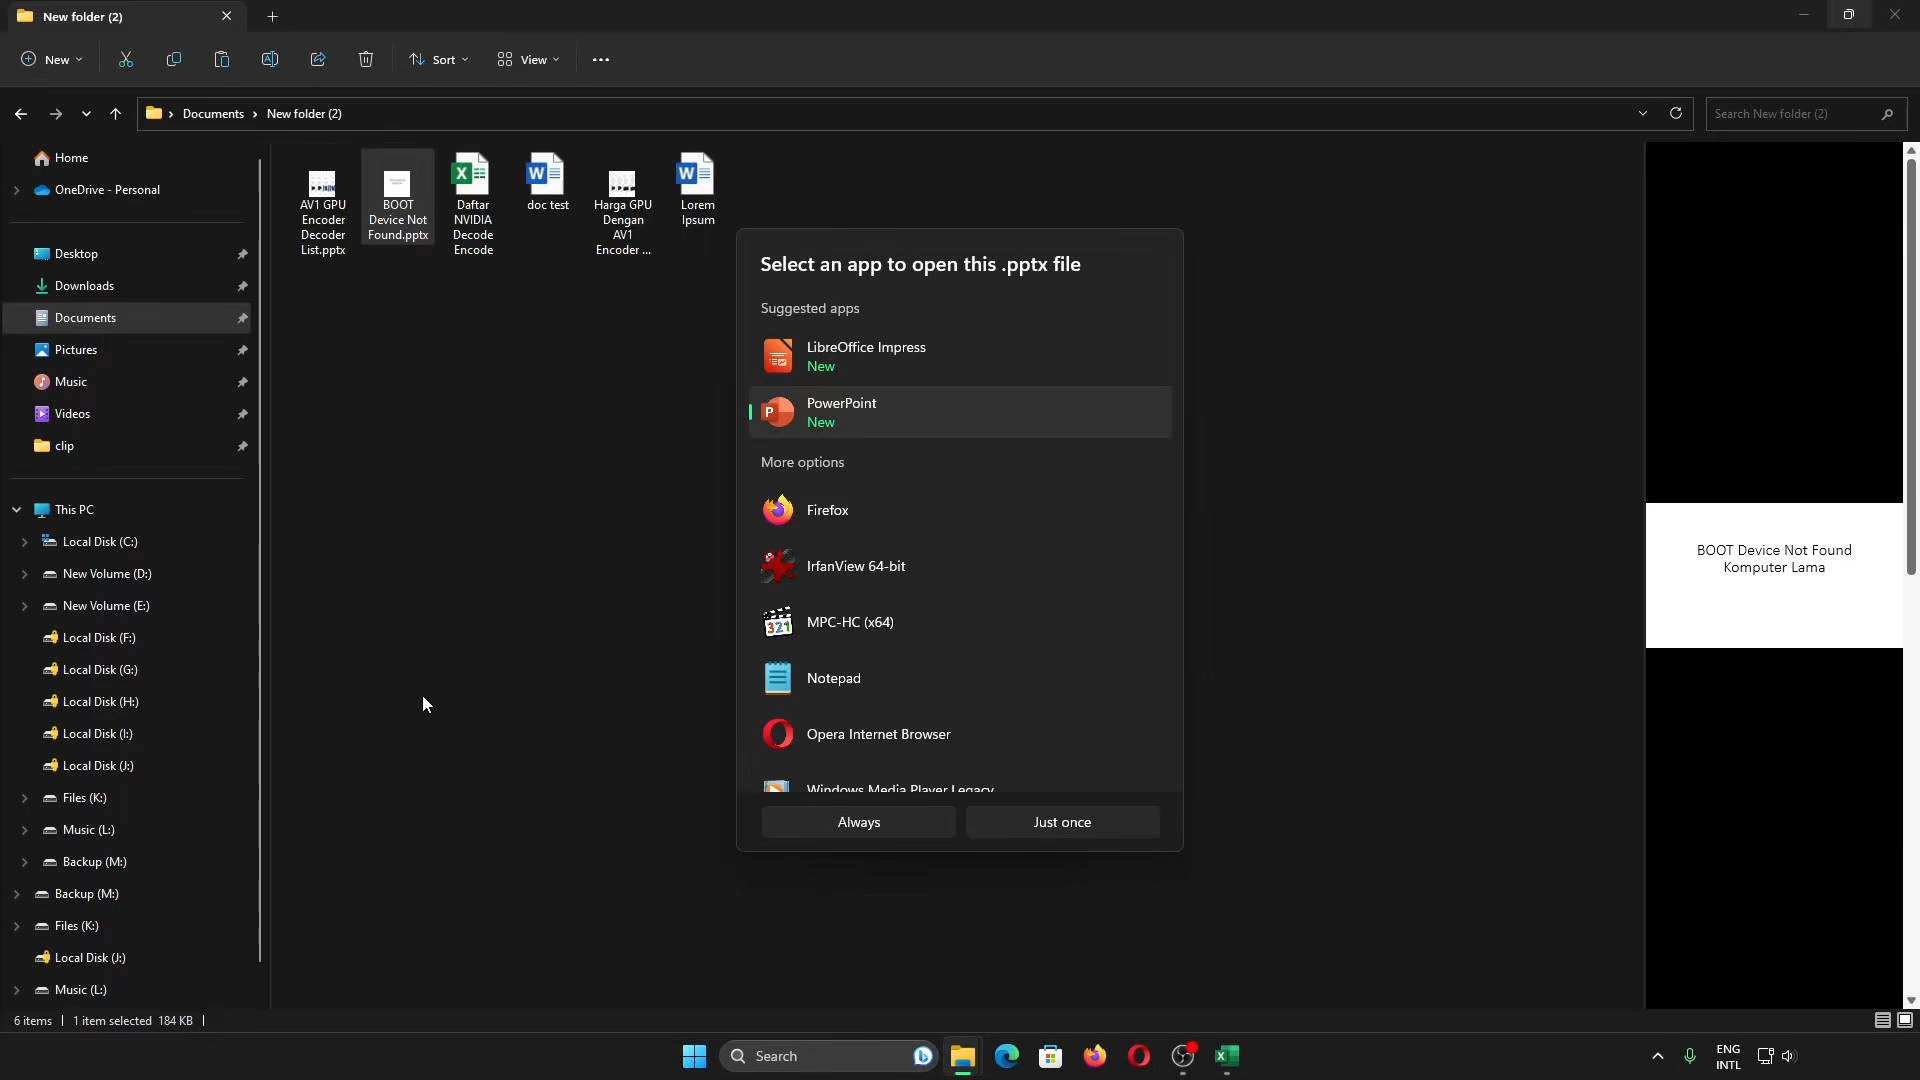 New folder (2)
New
Sort
View
Documents
New folder (2)
Search New folder (2)
Home
OneDrive - Personal
Desktop
Downloads
Documents
Pictures
Music
Videos
clip
This PC
Local Disk (C:)
New Volume (D:)
New Volume (E:)
Local Disk (F:)
Local Disk (G:)
Local Disk (H:)
Local Disk (I:)
Local Disk (J:)
Files (K:)
Music (L:)
Backup (M:)
Backup (M:)
Files (K:)
Local Disk (J:)
Music (L:)
AV1 GPU
Encoder
Decoder
List.pptx
BOOT
Device Not
Found.pptx
Daftar
NVIDIA
Decode
Encode
doc test
Harga GPU
Dengan
AV1
Encoder ...
Lorem
Ipsum
Select an app to open this .pptx file
Suggested apps
LibreOffice Impress
New
PowerPoint
New
More options
Firefox
IrfanView 64-bit
MPC-HC (x64)
Notepad
Opera Internet Browser
Windows Media Player Legacy
Always
Just once
BOOT Device Not Found
Komputer Lama
6 items
1 item selected 184 KB
Search
ENG
INTL